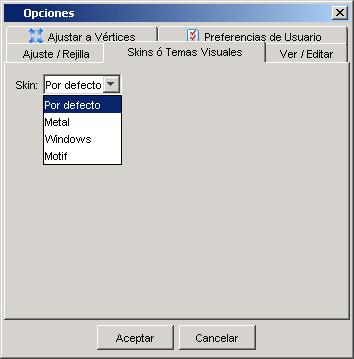 Opciones
Ajustar a Vértices Preferencias de Usuario
Ajuste / Rejilla Skins ó Temas Visuales Ver / Editar
Skin: Por defecto
Por defecto
Metal
Windows
Motif
Aceptar Cancelar